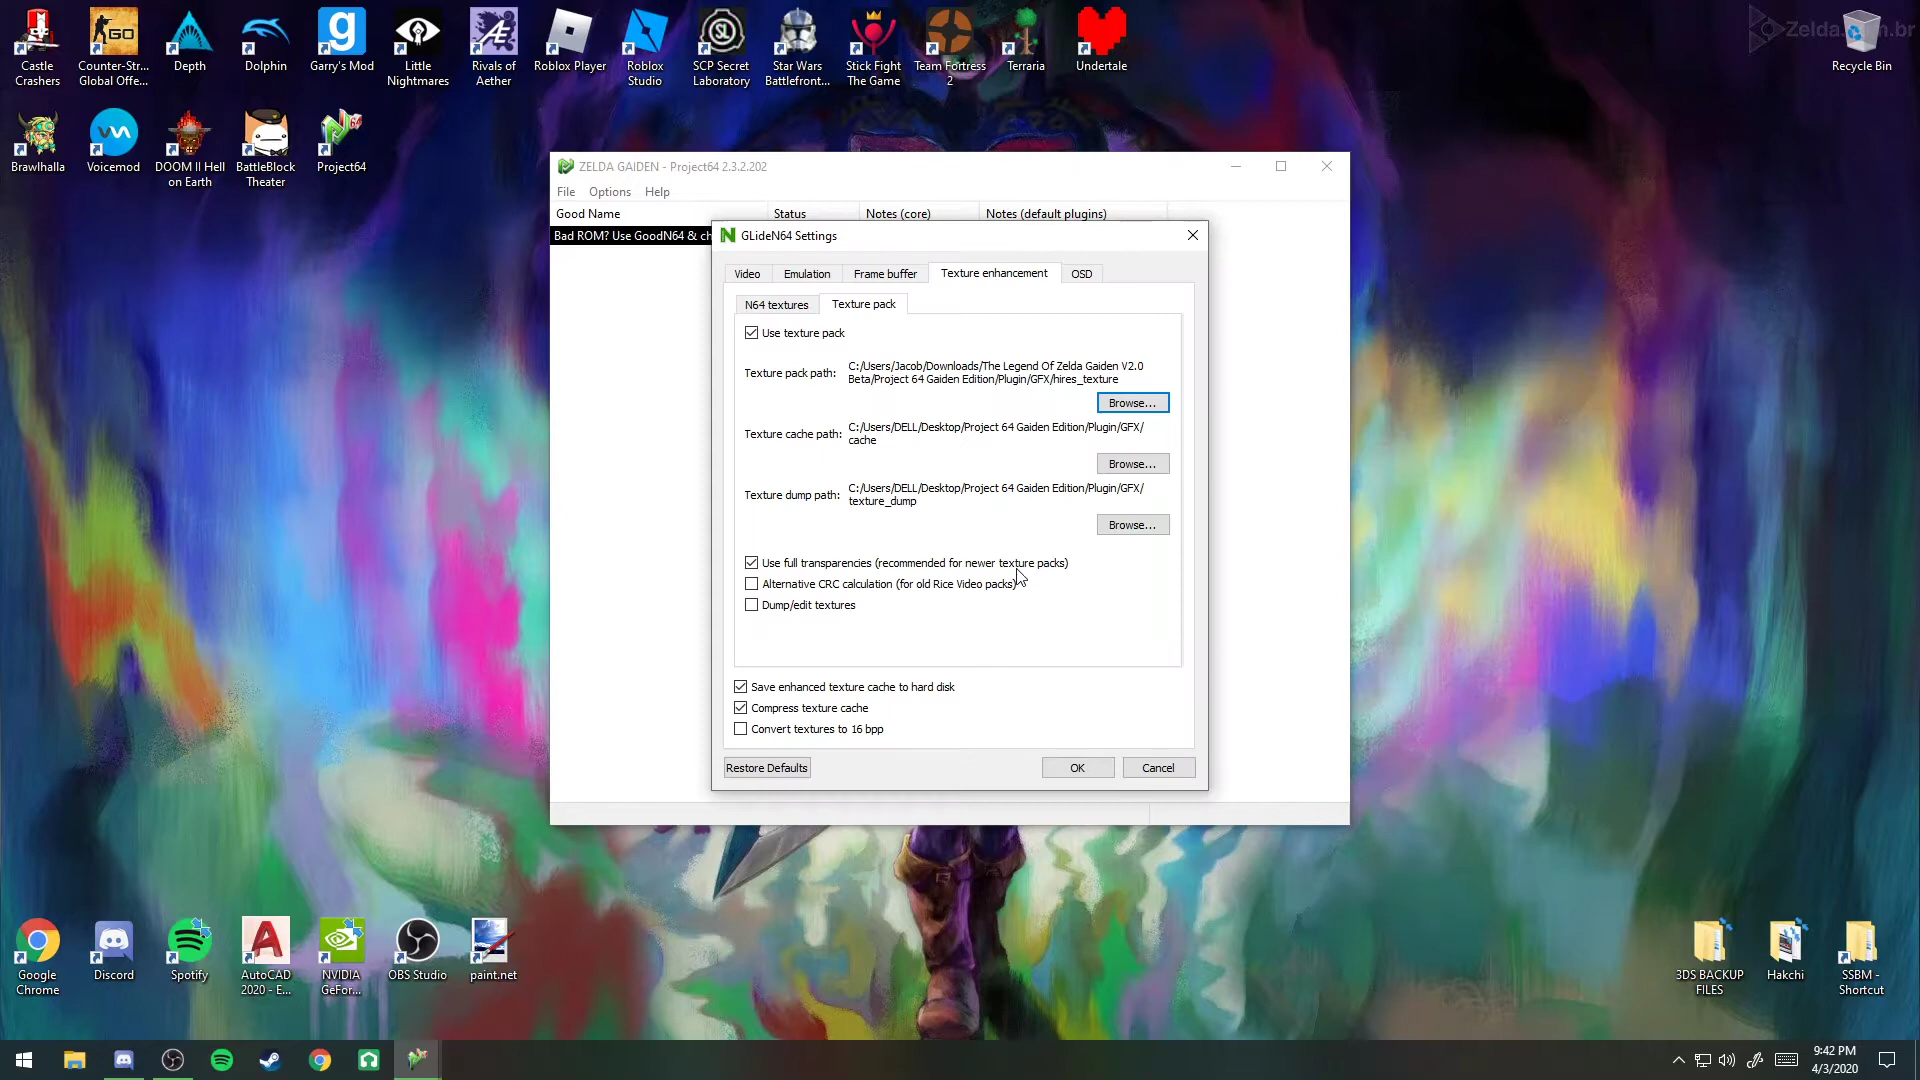 Castle
Crashers
Counter-Str...
Global Offe...
Depth
Dolphin
Garry's Mod
Little
Nightmares
Rivals of
Aether
Roblox Player
Roblox
Studio
SCP Secret
Laboratory
Star Wars
Battlefront...
Stick Fight
The Game
Team Fortress
2
Terraria
Undertale
Zelda.com.br
Recycle Bin
Brawlhalla
Voicemod
DOOM II Hell
on Earth
BattleBlock
Theater
Project64
ZELDA GAIDEN - Project64 2.3.2.202
File Options Help
Good Name Status Notes (core) Notes (default plugins)
Bad ROM? Use GoodN64 & ch
GLideN64 Settings
Video Emulation Frame buffer Texture enhancement OSD
N64 textures Texture pack
Use texture pack
Texture pack path: C:/Users/Jacob/Downloads/The Legend Of Zelda Gaiden V2.0
Beta/Project 64 Gaiden Edition/Plugin/GFX/hires_texture
Browse...
Texture cache path: C:/Users/DELL/Desktop/Project 64 Gaiden Edition/Plugin/GFX/
cache
Browse...
Texture dump path: C:/Users/DELL/Desktop/Project 64 Gaiden Edition/Plugin/GFX/
texture_dump
Browse...
Use full transparencies (recommended for newer texture packs)
Alternative CRC calculation (for old Rice Video packs)
Dump/edit textures
Save enhanced texture cache to hard disk
Compress texture cache
Convert textures to 16 bpp
Restore Defaults OK Cancel
Google
Chrome
Discord
Spotify
AutoCAD
2020 - E...
NVIDIA
GeFor...
OBS Studio
paint.net
3DS BACKUP
FILES
Hakchi
SSBM -
Shortcut
9:42 PM
4/3/2020